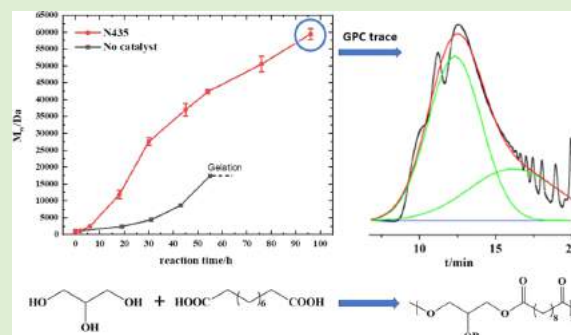 65000
60000
55000
50000
45000
40000
35000
30000
25000
20000
15000
10000
5000
0
N435
No catalyst
Gelation
0 10 20 30 40 50 60 70 80 90 100
reaction time/h
GPC trace
10 15 20
t/min
HO OH + HOOC ( )6 COOH
OH
O O O O
8